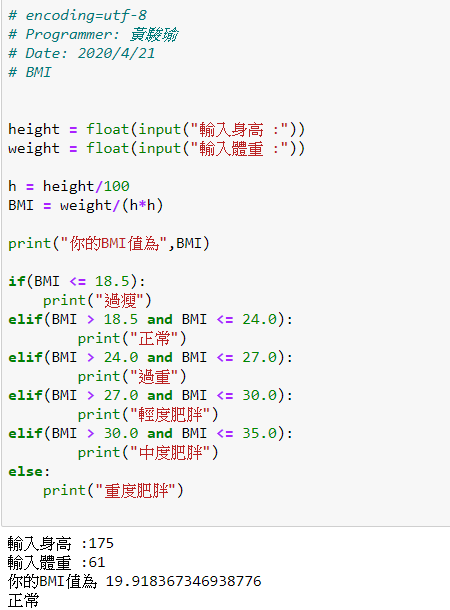 # encoding=utf-8
# Programmer: 黃駿瑜
# Date: 2020/4/21
# BMI
height = float(input("輸入身高 :"))
weight = float(input("輸入體重 :"))
h = height/100
BMI = weight/(h*h)
print("你的BMI值為",BMI)
if(BMI <= 18.5):
    print("過瘦")
elif(BMI > 18.5 and BMI <= 24.0):
        print("正常")
elif(BMI > 24.0 and BMI <= 27.0):
        print("過重")
elif(BMI > 27.0 and BMI <= 30.0):
        print("輕度肥胖")
elif(BMI > 30.0 and BMI <= 35.0):
        print("中度肥胖")
else:
    print("重度肥胖")
輸入身高 :175
輸入體重 :61
你的BMI值為 19.918367346938776
正常